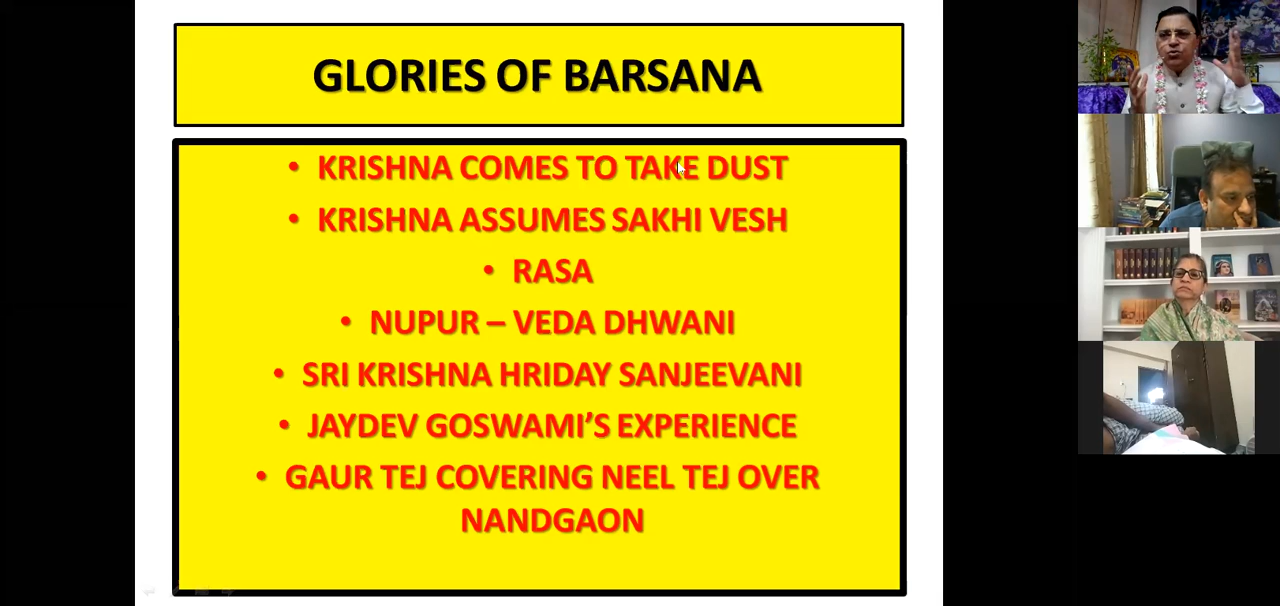 GLORIES OF BARSANA
• KRISHNA COMES TO TAKE DUST
• KRISHNA ASSUMES SAKHI VESH
• RASA
• NUPUR – VEDA DHWANI
• SRI KRISHNA HRIDAY SANJEEVANI
• JAYDEV GOSWAMI’S EXPERIENCE
• GAUR TEJ COVERING NEEL TEJ OVER
NANDGAON